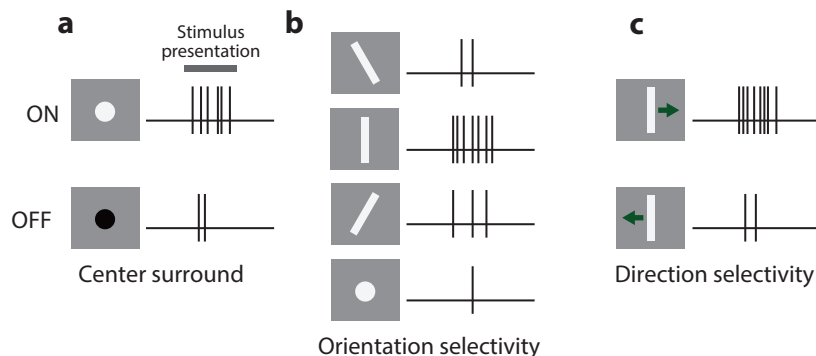 a
Stimulus
presentation
ON
OFF
Center surround
b
Orientation selectivity
c
Direction selectivity